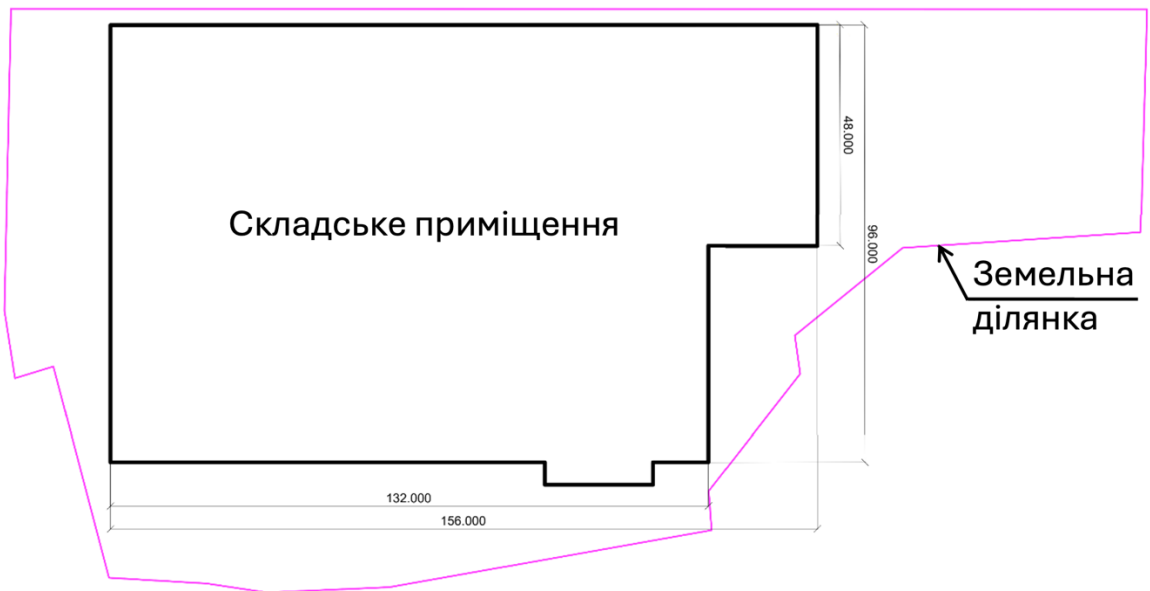 48.000
Складське приміщення
96.000
Земельна
ділянка
132.000
156.000